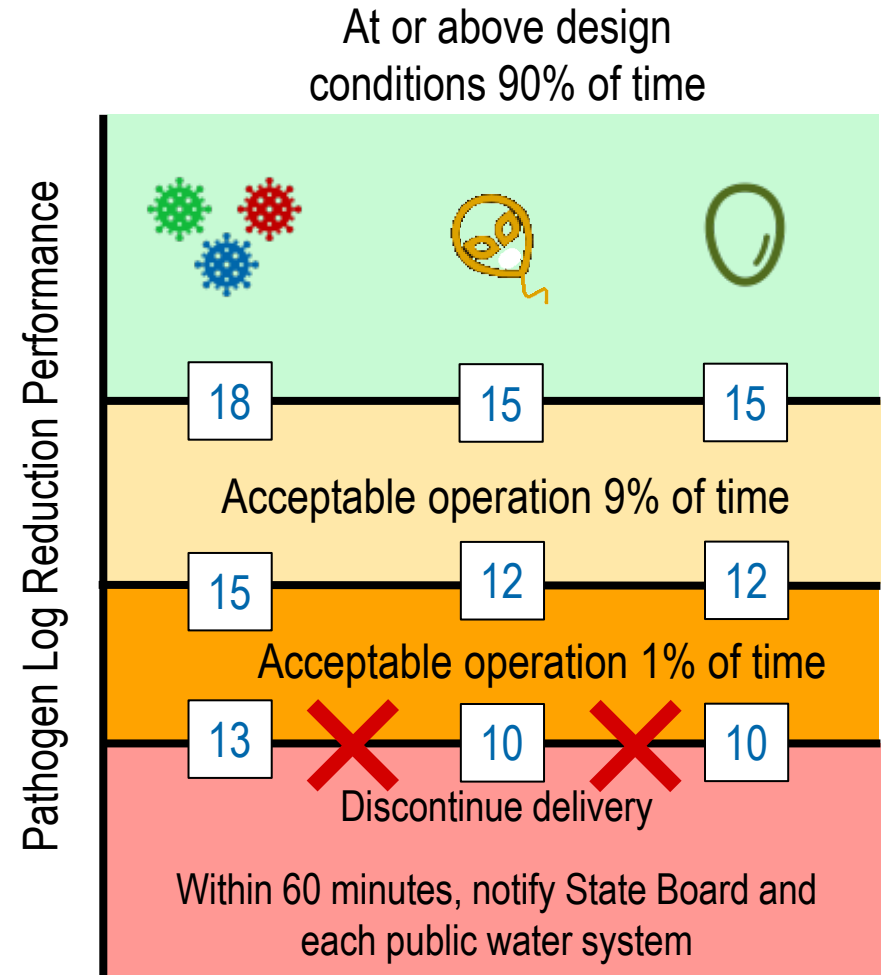 At or above design
conditions 90% of time
Pathogen Log Reduction Performance
18 15 15
Acceptable operation 9% of time
15 12 12
Acceptable operation 1% of time
13 10 10
Discontinue delivery
Within 60 minutes, notify State Board and
each public water system